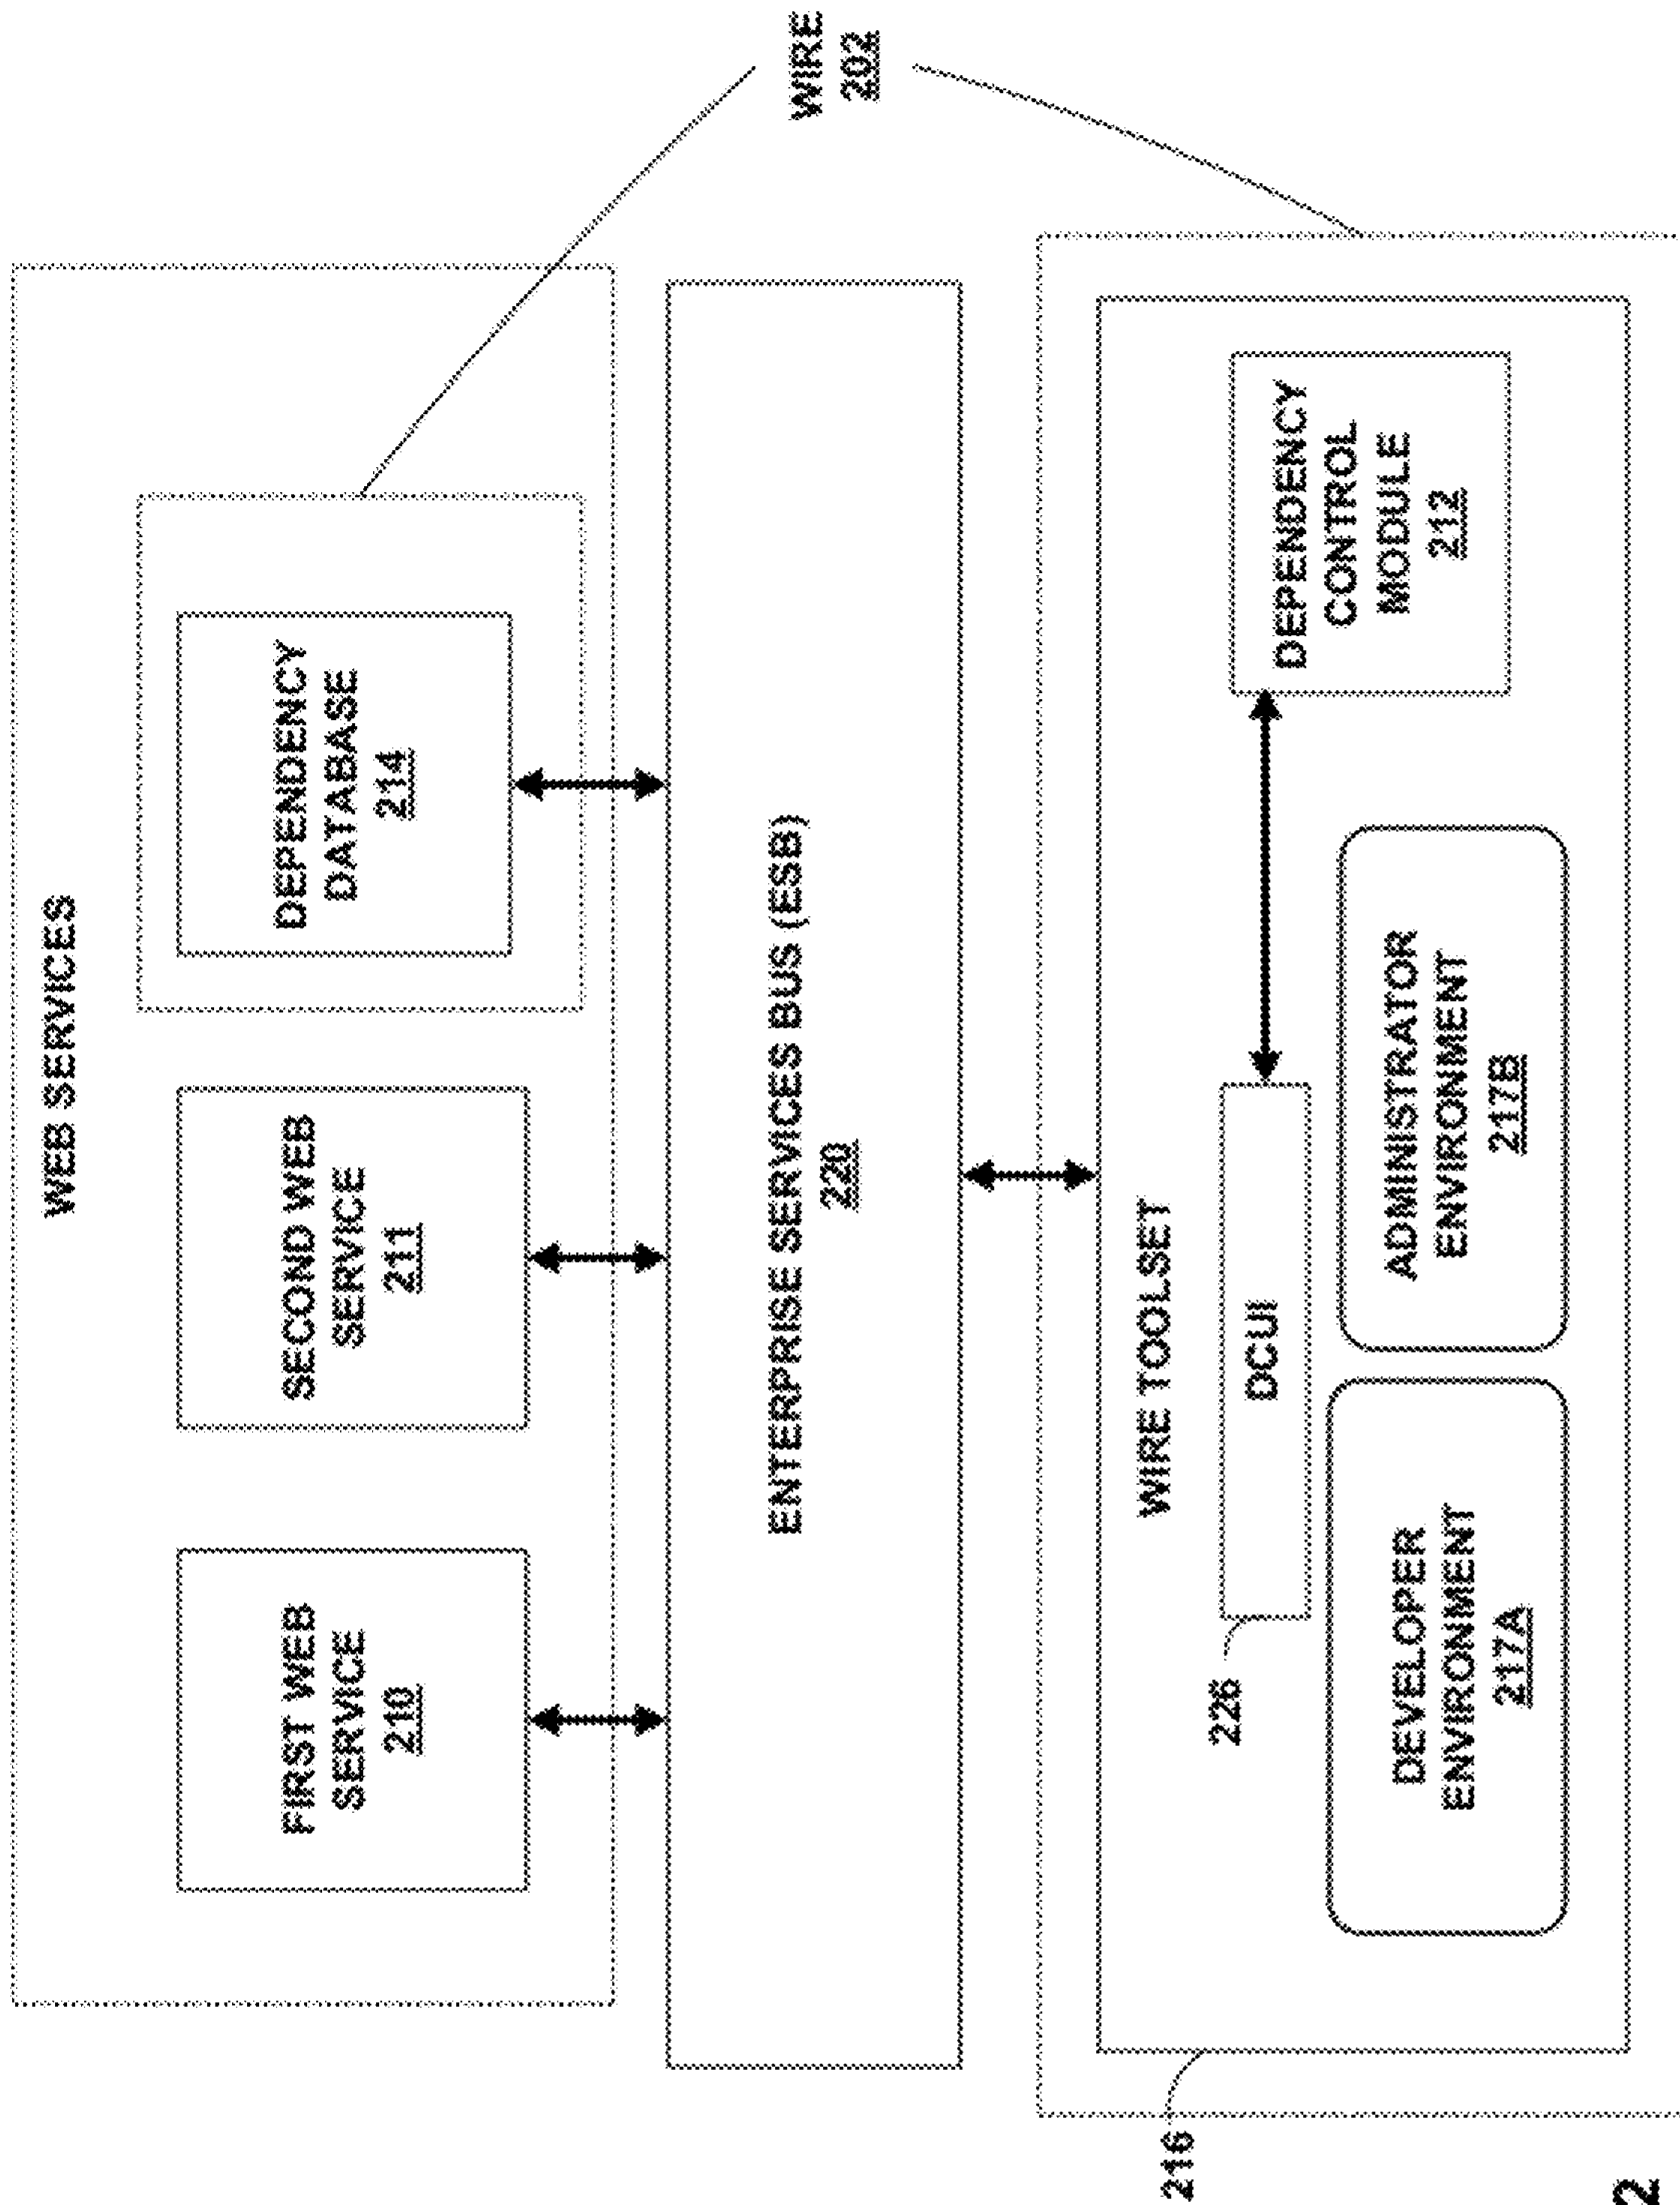 WEB SERVICES
FIRST WEB
SERVICE
210
SECOND WEB
SERVICE
211
DEPENDENCY
DATABASE
214
WIRE
202
ENTERPRISE SERVICES BUS (ESB)
220
216
WIRE TOOLSET
226
DCUI
DEPENDENCY
CONTROL
MODULE
212
DEVELOPER
ENVIRONMENT
217A
ADMINISTRATOR
ENVIRONMENT
217B
2